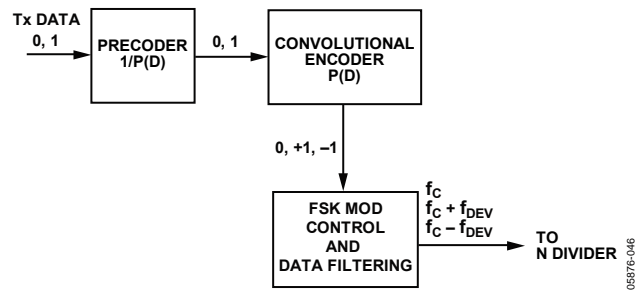 Tx DATA
0, 1
PRECODER
1/P(D)
0, 1
CONVOLUTIONAL
ENCODER
P(D)
0, +1, –1
FSK MOD
CONTROL
AND
DATA FILTERING
fC
fC + fDEV
fC – fDEV
TO
N DIVIDER
05876-046